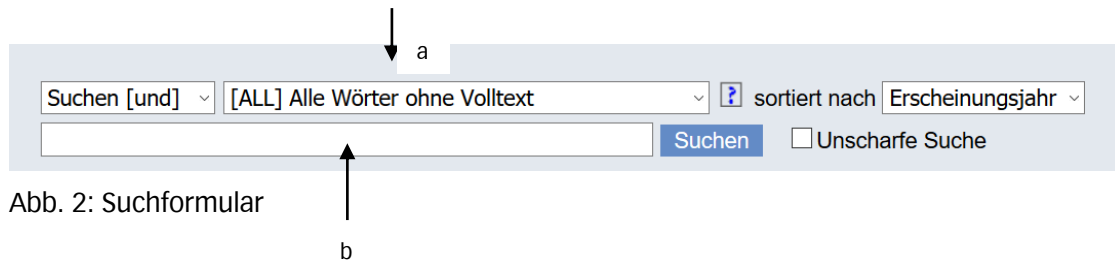 a
Suchen [und] [ALL] Alle Wörter ohne Volltext ? sortiert nach Erscheinungsjahr
Suchen Unscharfe Suche
Abb. 2: Suchformular
b